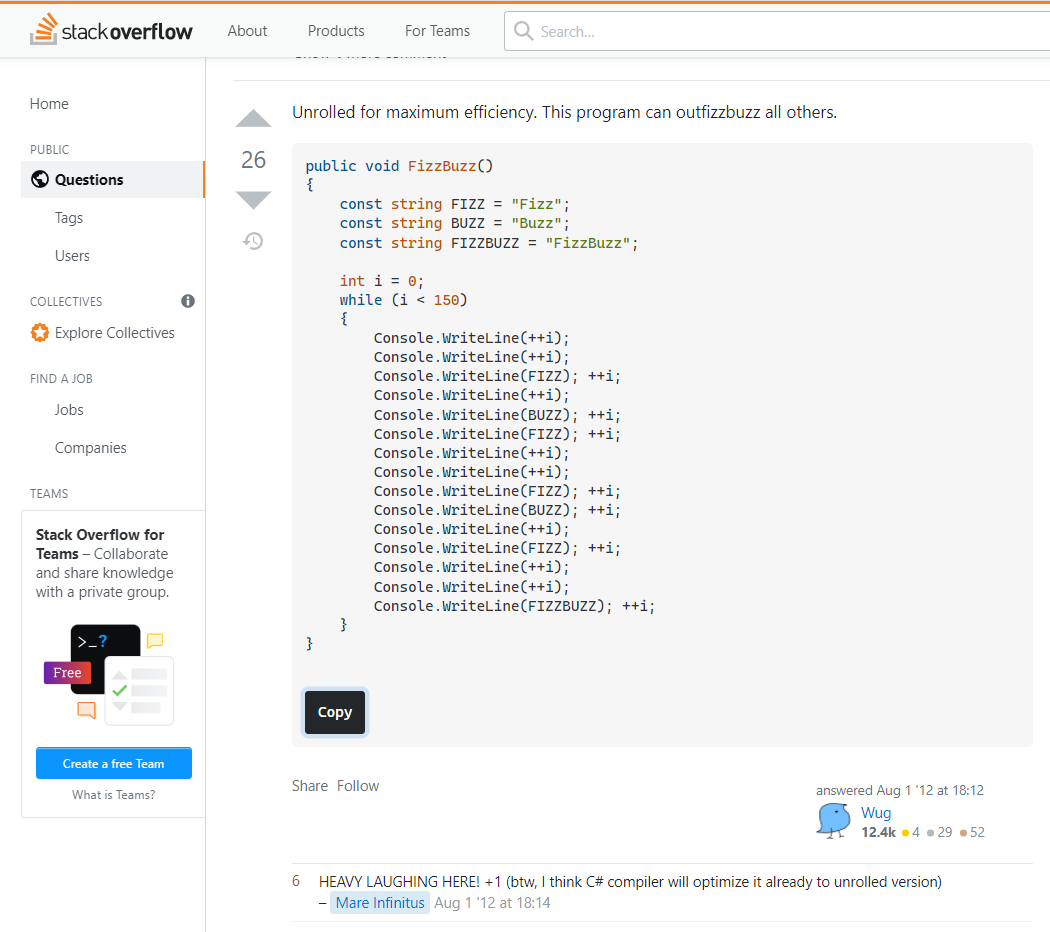 stackoverflow
About
Products
For Teams
Search...
Home
PUBLIC
Questions
Tags
Users
COLLECTIVES
Explore Collectives
FIND A JOB
Jobs
Companies
TEAMS
Stack Overflow for
Teams – Collaborate
and share knowledge
with a private group.
>_?
Free
Create a free Team
What is Teams?
Unrolled for maximum efficiency. This program can outfizzbuzz all others.
26
public void FizzBuzz()
{
    const string FIZZ = "Fizz";
    const string BUZZ = "Buzz";
    const string FIZZBUZZ = "FizzBuzz";

    int i = 0;
    while (i < 150)
    {
        Console.WriteLine(++i);
        Console.WriteLine(++i);
        Console.WriteLine(FIZZ); ++i;
        Console.WriteLine(++i);
        Console.WriteLine(BUZZ); ++i;
        Console.WriteLine(FIZZ); ++i;
        Console.WriteLine(++i);
        Console.WriteLine(++i);
        Console.WriteLine(FIZZ); ++i;
        Console.WriteLine(BUZZ); ++i;
        Console.WriteLine(++i);
        Console.WriteLine(FIZZ); ++i;
        Console.WriteLine(++i);
        Console.WriteLine(++i);
        Console.WriteLine(FIZZBUZZ); ++i;
    }
}
Copy
Share Follow
answered Aug 1 '12 at 18:12
Wug
12.4k 4 29 52
6 HEAVY LAUGHING HERE! +1 (btw, I think C# compiler will optimize it already to unrolled version)
– Mare Infinitus Aug 1 '12 at 18:14